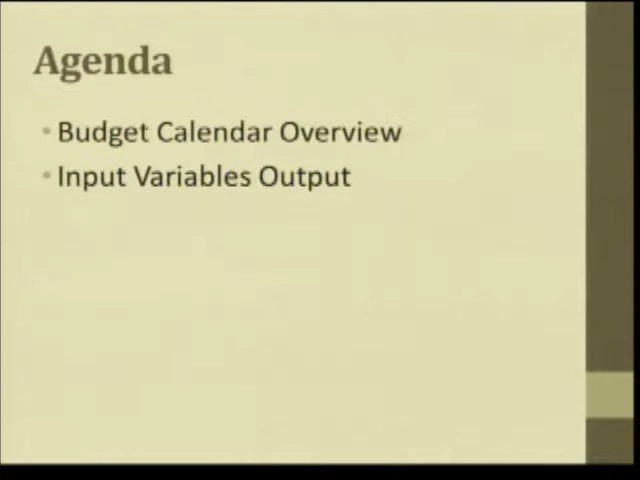 Agenda
• Budget Calendar Overview
• Input Variables Output